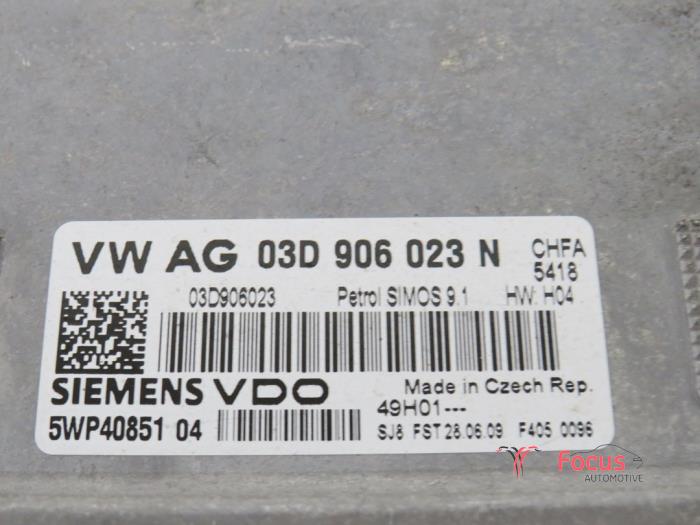 VW AG 03D 906 023 N CHFA
5418
03D906023 Petrol SIMOS 9.1 HW: H04
SIEMENS VDO Made in Czech Rep.
49H01---
5WP40851 04 SJ8 FST 28.06.09 F405 0096
Focus
AUTOMOTIVE